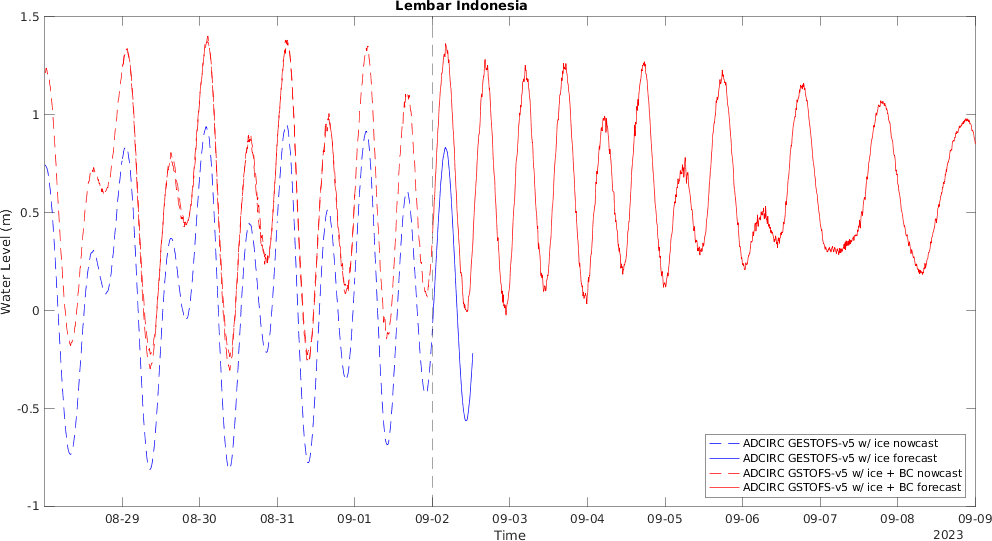 Lembar Indonesia
1.5
1
0.5
0
-0.5
-1
Water Level (m)
ADCIRC GESTOFS-v5 w/ ice nowcast
ADCIRC GESTOFS-v5 w/ ice forecast
ADCIRC GSTOFS-v5 w/ ice + BC nowcast
ADCIRC GSTOFS-v5 w/ ice + BC forecast
08-29 08-30 08-31 09-01 09-02 09-03 09-04 09-05 09-06 09-07 09-08 09-09
Time
2023